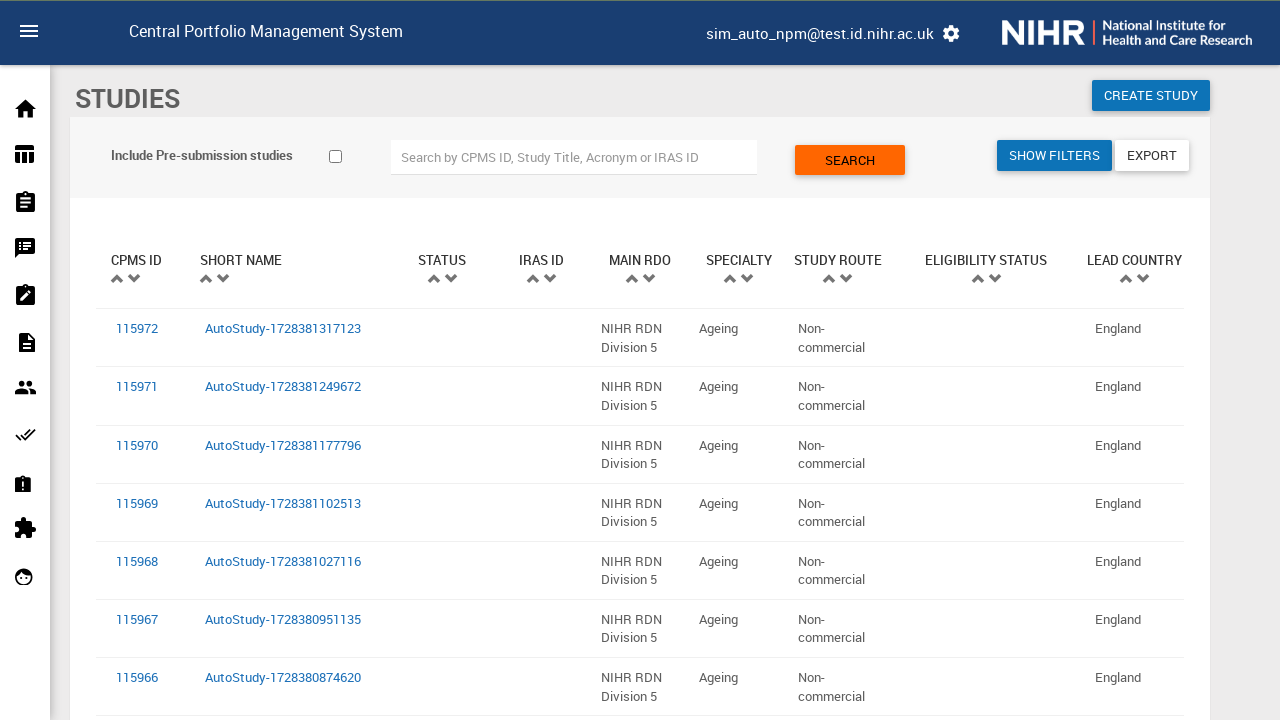 Central Portfolio Management System
sim_auto_npm@test.id.nihr.ac.uk
NIHR | National Institute for
Health and Care Research
STUDIES
CREATE STUDY
Include Pre-submission studies
Search by CPMS ID, Study Title, Acronym or IRAS ID
SEARCH
SHOW FILTERS
EXPORT
CPMS ID SHORT NAME STATUS IRAS ID MAIN RDO SPECIALTY STUDY ROUTE ELIGIBILITY STATUS LEAD COUNTRY
115972 AutoStudy-1728381317123 NIHR RDN Ageing Non- England
Division 5 commercial
115971 AutoStudy-1728381249672 NIHR RDN Ageing Non- England
Division 5 commercial
115970 AutoStudy-1728381177796 NIHR RDN Ageing Non- England
Division 5 commercial
115969 AutoStudy-1728381102513 NIHR RDN Ageing Non- England
Division 5 commercial
115968 AutoStudy-1728381027116 NIHR RDN Ageing Non- England
Division 5 commercial
115967 AutoStudy-1728380951135 NIHR RDN Ageing Non- England
Division 5 commercial
115966 AutoStudy-1728380874620 NIHR RDN Ageing Non- England
Division 5 commercial